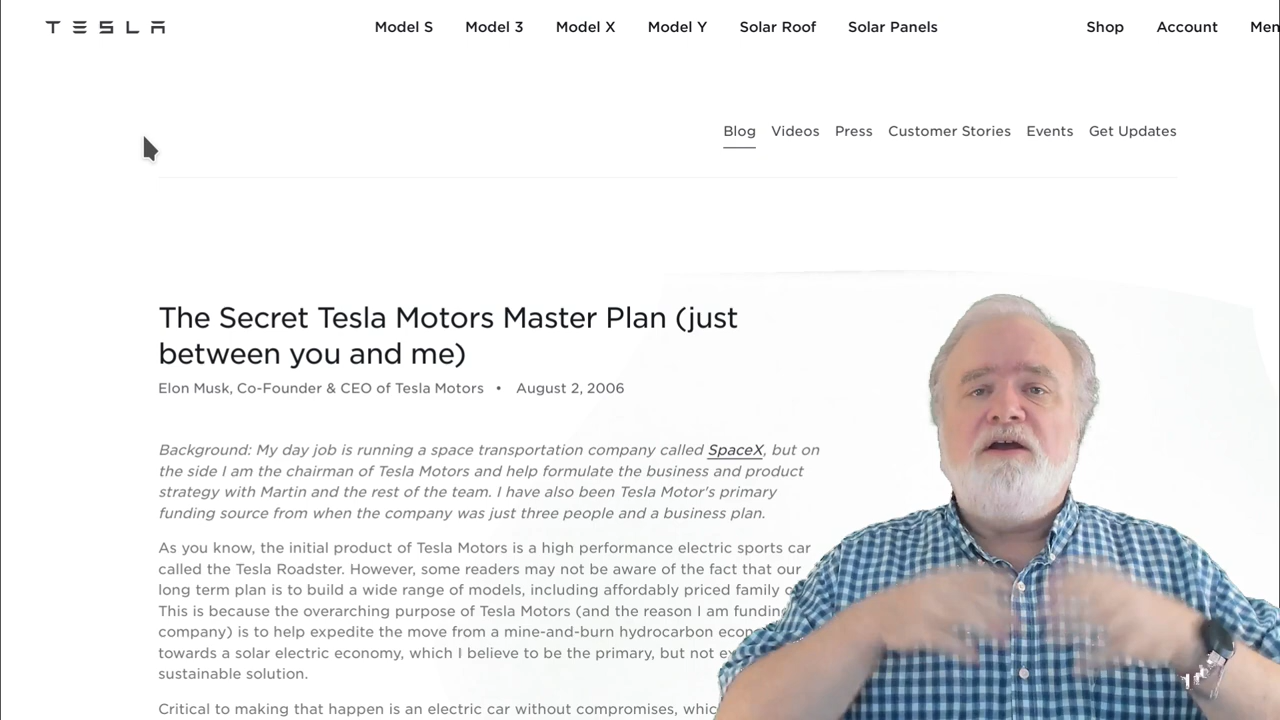 TESLA
Model S Model 3 Model X Model Y Solar Roof Solar Panels Shop Account
Blog Videos Press Customer Stories Events Get Updates
The Secret Tesla Motors Master Plan (just
between you and me)
Elon Musk, Co-Founder & CEO of Tesla Motors • August 2, 2006
Background: My day job is running a space transportation company called SpaceX, but on
the side I am the chairman of Tesla Motors and help formulate the business and product
strategy with Martin and the rest of the team. I have also been Tesla Motor's primary
funding source from when the company was just three people and a business plan.
As you know, the initial product of Tesla Motors is a high performance electric sports car
called the Tesla Roadster. However, some readers may not be aware of the fact that our
long term plan is to build a wide range of models, including affordably priced family
This is because the overarching purpose of Tesla Motors (and the reason I am funding
company) is to help expedite the move from a mine-and-burn hydrocarbon
towards a solar electric economy, which I believe to be the primary, but not
sustainable solution.
Critical to making that happen is an electric car without compromises,